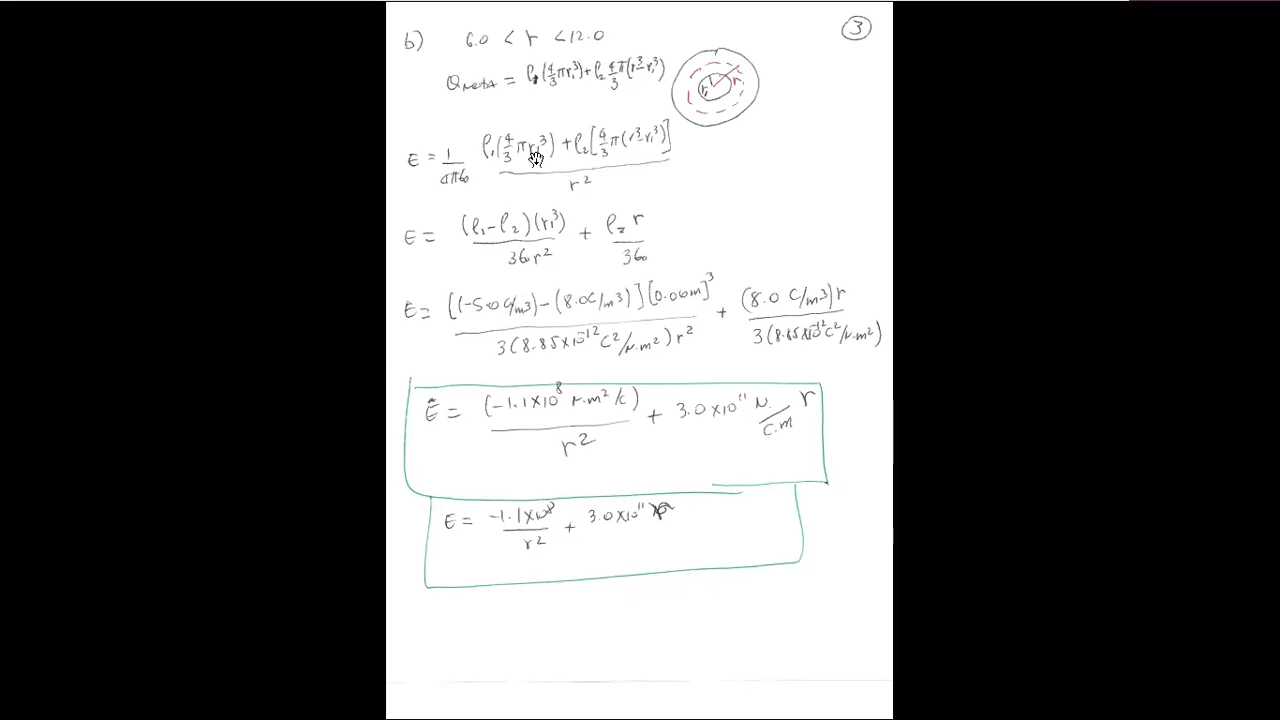 3
b) 6.0 < r < 12.0
Q_neta = ρ₁(4/3 πr₁³) + ρ₂ 4/3 π(r³ - r₁³)
r₁ r
E = 1/4πϵ₀ ρ₁(4/3 πr₁³) + ρ₂[4/3 π(r³ - r₁³)] / r²
E = (ρ₁ - ρ₂)(r₁³) / 3ϵ₀r² + ρ₂ r / 3ϵ₀
E = [(-5.0 C/m³) - (8.0 C/m³)][0.06m]³ / 3(8.85×10⁻¹² C²/N.m²) r² + (8.0 C/m³) r / 3(8.85×10⁻¹² C²/N.m²)
E = (-1.1×10⁸ N.m²/C) / r² + 3.0×10¹¹ N./C.m r
E = -1.1×10⁸ / r² + 3.0×10¹¹ r